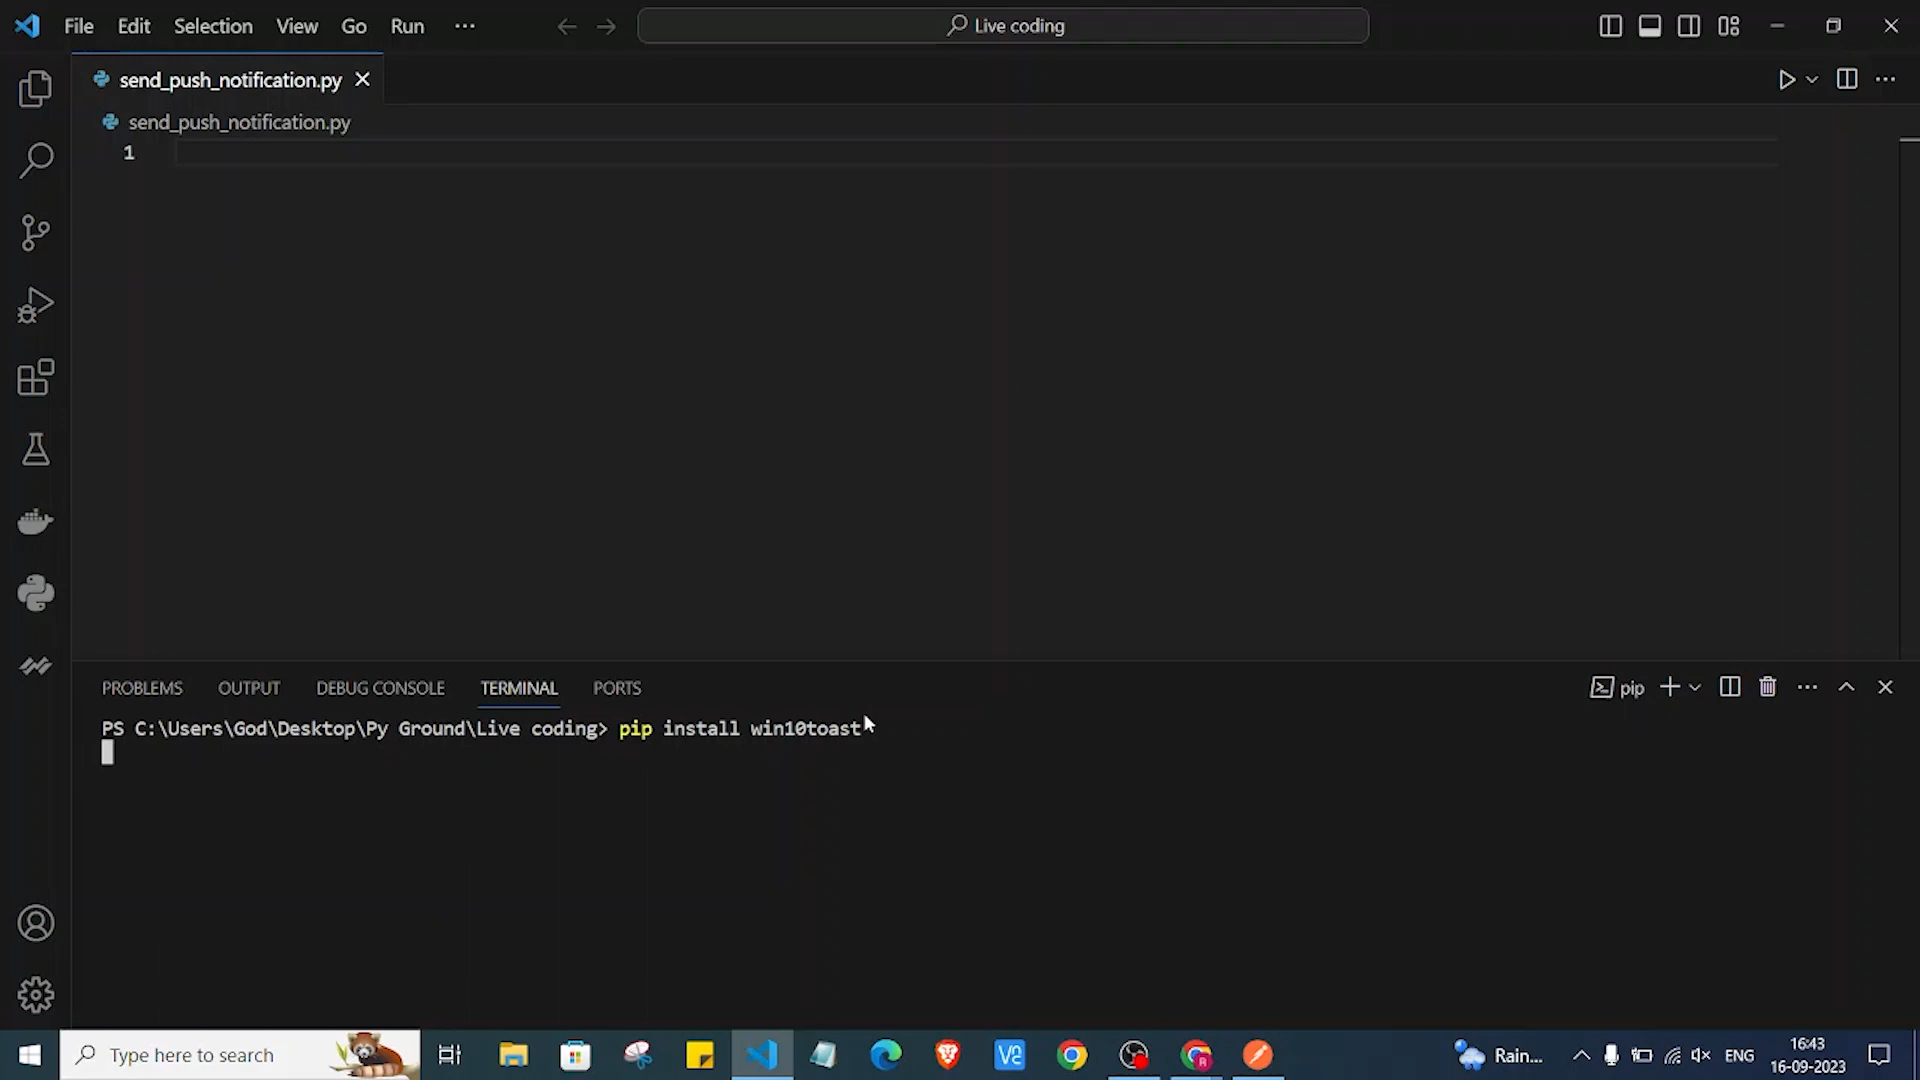 File Edit Selection View Go Run ···
Live coding
send_push_notification.py
send_push_notification.py
1
PROBLEMS OUTPUT DEBUG CONSOLE TERMINAL PORTS
pip
PS C:\Users\God\Desktop\Py Ground\Live coding> pip install win10toast
Type here to search
Rain...
ENG
16:43
16-09-2023